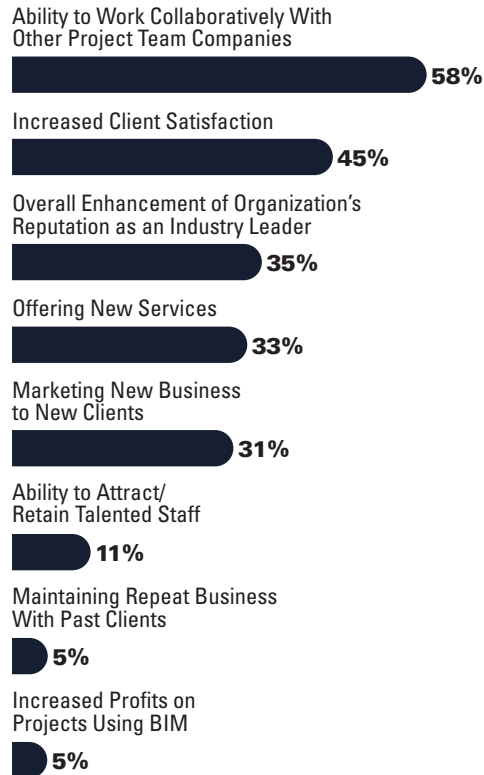 Ability to Work Collaboratively With
Other Project Team Companies
58%
Increased Client Satisfaction
45%
Overall Enhancement of Organization’s
Reputation as an Industry Leader
35%
Offering New Services
33%
Marketing New Business
to New Clients
31%
Ability to Attract/
Retain Talented Staff
11%
Maintaining Repeat Business
With Past Clients
5%
Increased Profits on
Projects Using BIM
5%